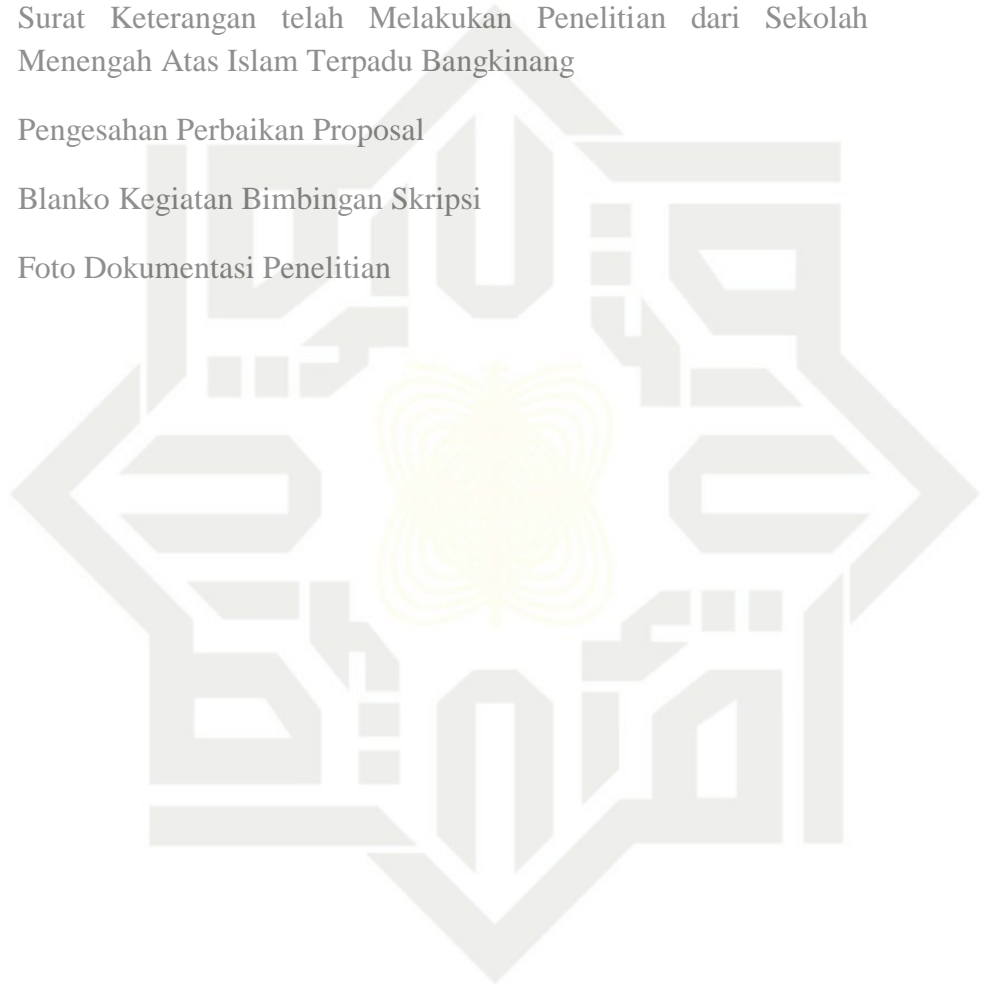 Surat Keterangan telah Melakukan Penelitian dari Sekolah
Menengah Atas Islam Terpadu Bangkinang
Pengesahan Perbaikan Proposal
Blanko Kegiatan Bimbingan Skripsi
Foto Dokumentasi Penelitian